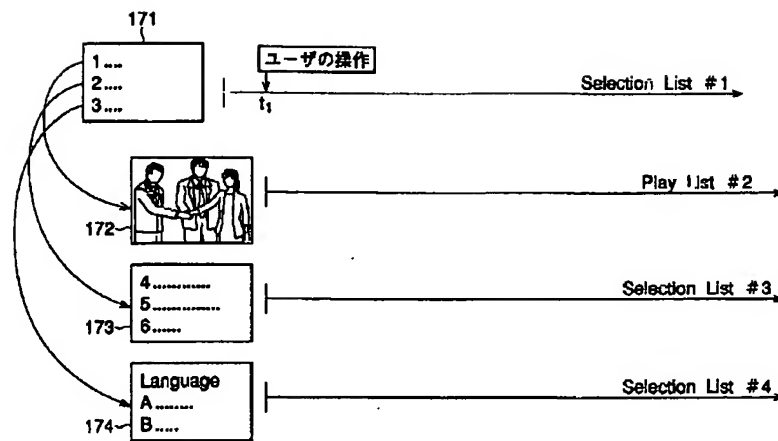 171
1....
2....
3....
ユーザの操作
t₁
Selection List #1
172
Play List #2
4............
5..............
6......
173
Selection List #3
Language
A........
B.....
174
Selection List #4